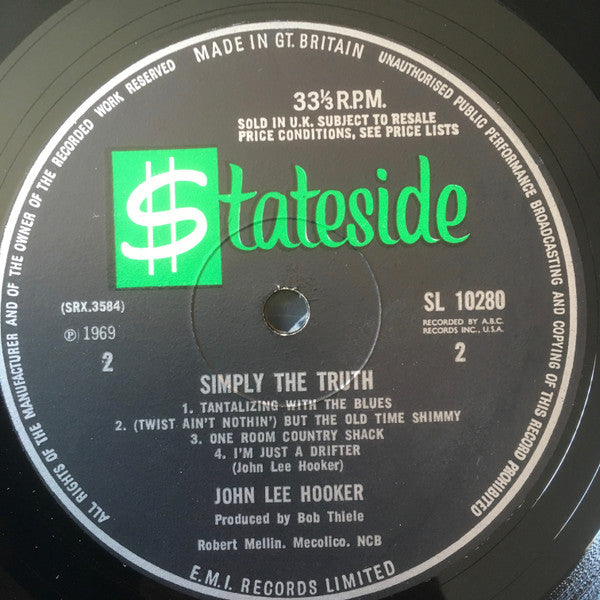 MADE IN GT. BRITAIN
UNAUTHORISED PUBLIC PERFORMANCE BROADCASTING AND COPYING OF THIS RECORD PROHIBITED
ALL RIGHTS OF THE MANUFACTURER AND OF THE OWNER OF THE RECORDED WORK RESERVED
33⅓ R.P.M.
SOLD IN U.K. SUBJECT TO RESALE
PRICE CONDITIONS, SEE PRICE LISTS
$tateside
(SRX.3584)
SL 10280
℗ 1969
RECORDED BY A.B.C.
RECORDS INC., U.S.A.
2
2
SIMPLY THE TRUTH
1. TANTALIZING WITH THE BLUES
2. (TWIST AIN'T NOTHIN') BUT THE OLD TIME SHIMMY
3. ONE ROOM COUNTRY SHACK
4. I'M JUST A DRIFTER
(John Lee Hooker)
JOHN LEE HOOKER
Produced by Bob Thiele
Robert Mellin. Mecolico. NCB
E.M.I. RECORDS LIMITED